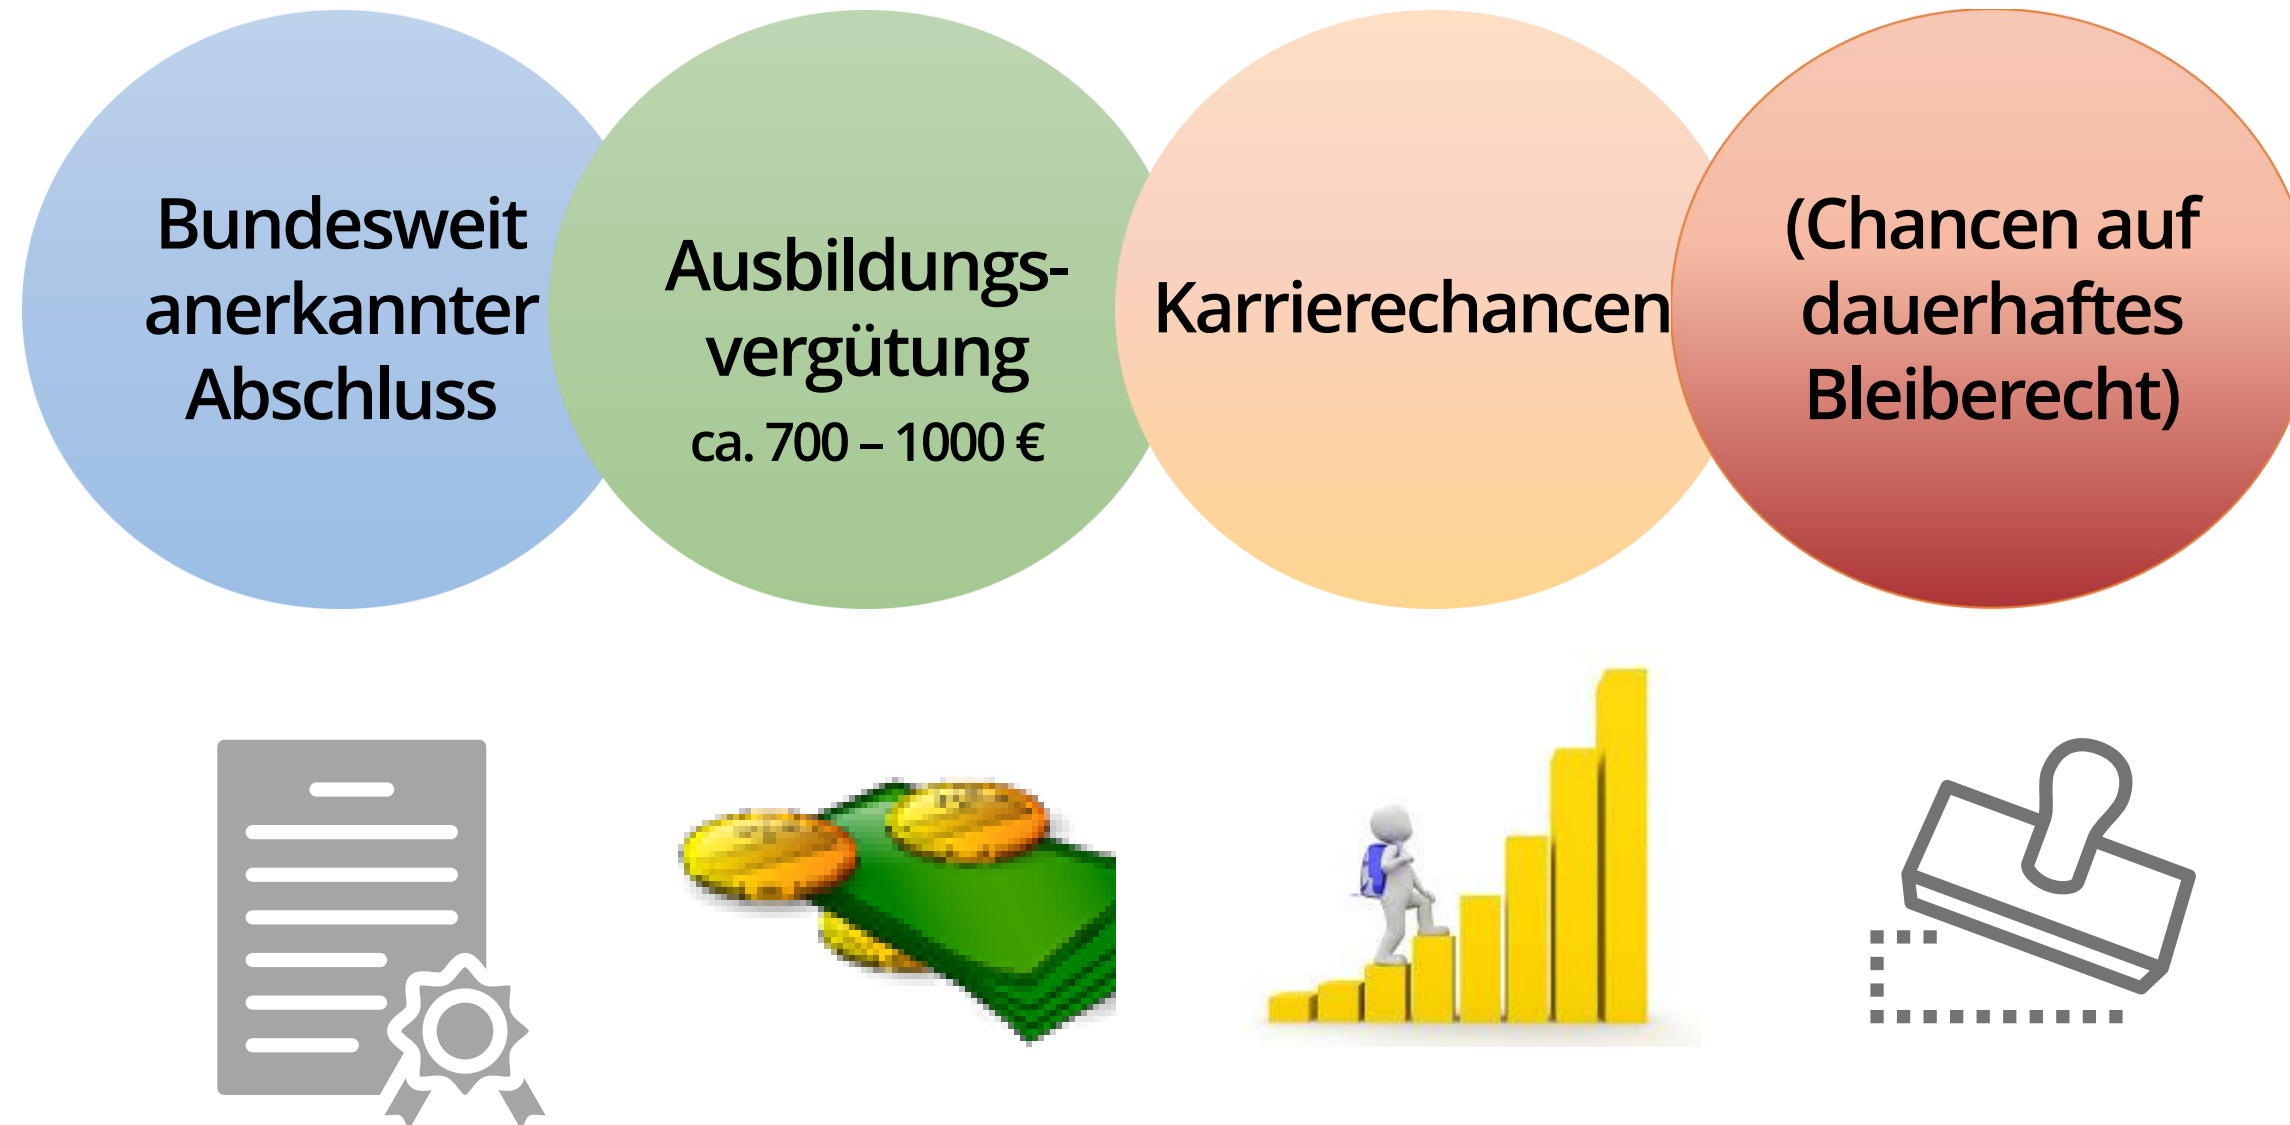 Bundesweit
anerkannter
Abschluss
Ausbildungs-
vergütung
ca. 700 – 1000 €
Karrierechancen
(Chancen auf
dauerhaftes
Bleiberecht)